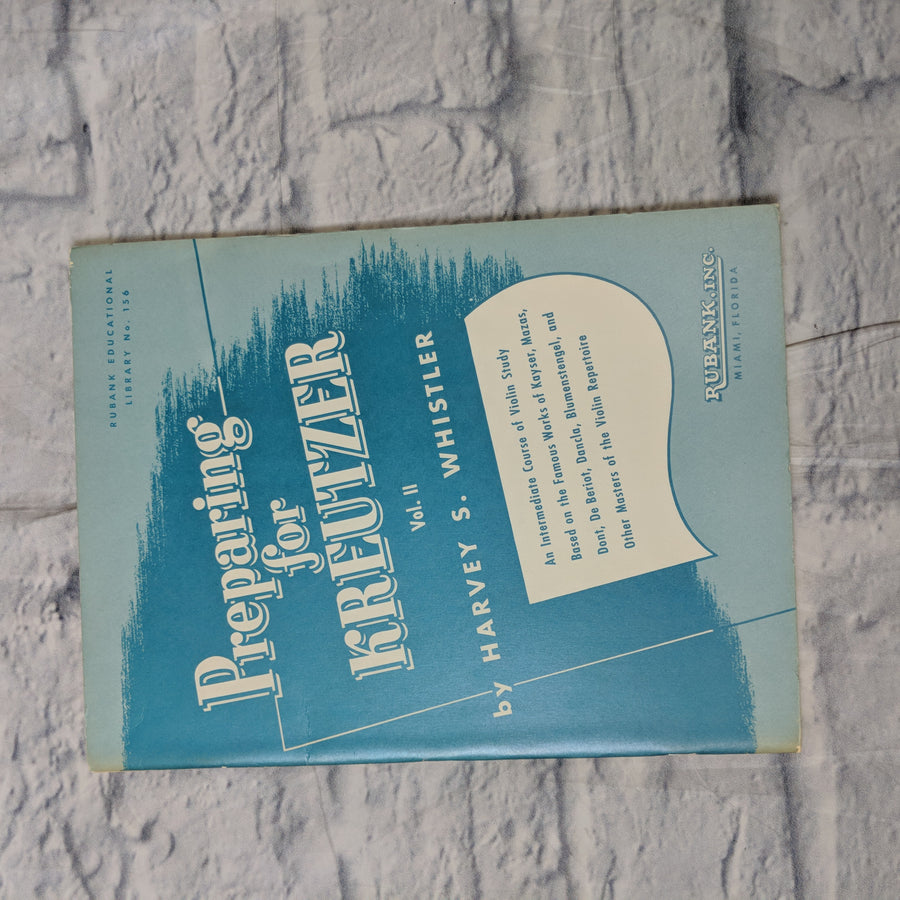 RUBANK EDUCATIONAL
LIBRARY No. 156
Preparing
for
KREUTZER
Vol. II
by HARVEY S. WHISTLER
An Intermediate Course of Violin Study
Based on the Famous Works of Kayser, Mazas,
Dont, De Beriot, Dancla, Blumenstengel, and
Other Masters of the Violin Repertoire
RUBANK, INC.
MIAMI, FLORIDA